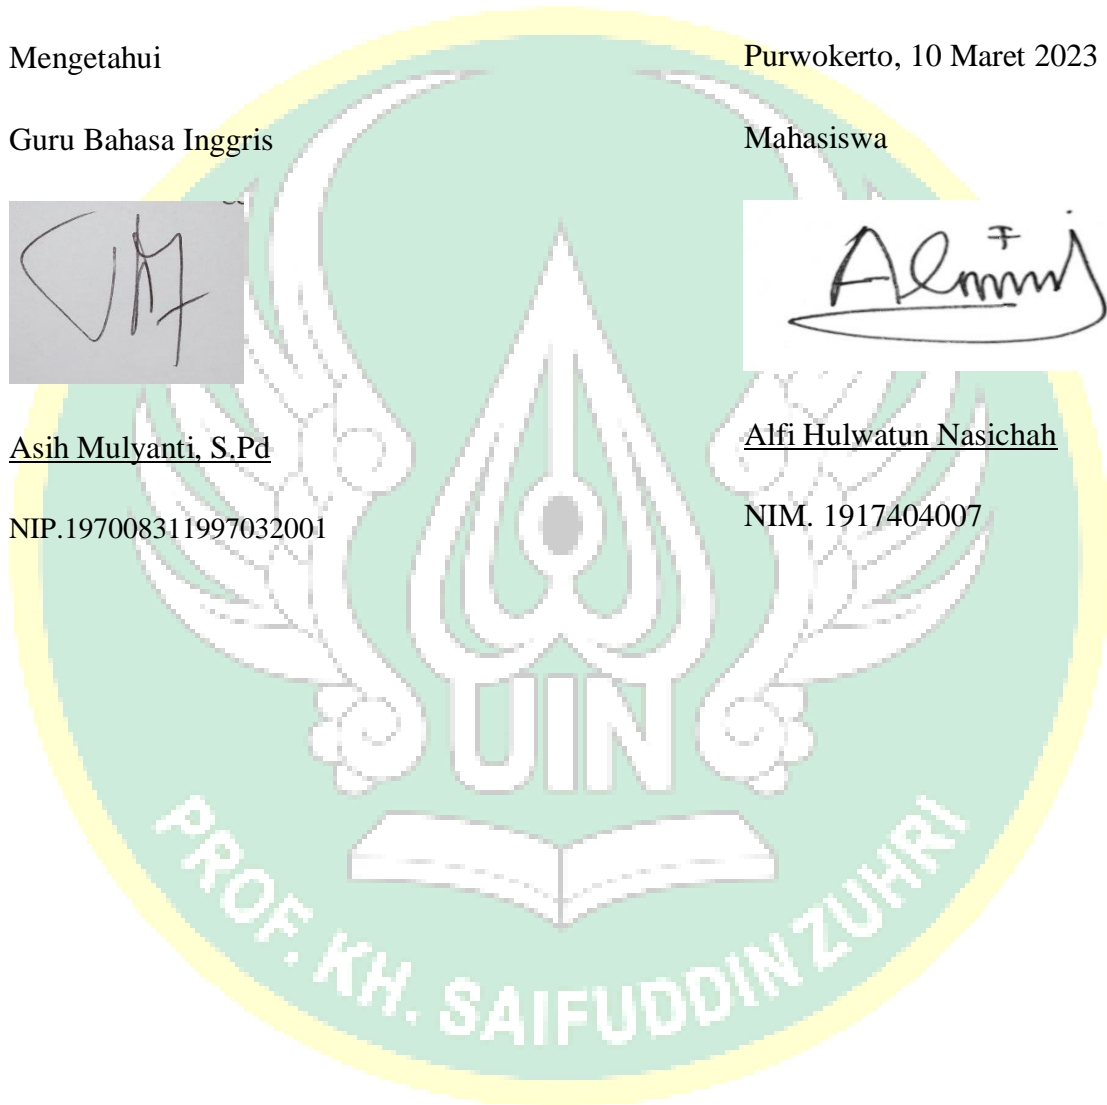 Mengetahui
Guru Bahasa Inggris
Asih Mulyanti, S.Pd
NIP.197008311997032001
Purwokerto, 10 Maret 2023
Mahasiswa
Alfi Hulwatun Nasichah
NIM. 1917404007
UIN
PROF. KH. SAIFUDDIN ZUHRI